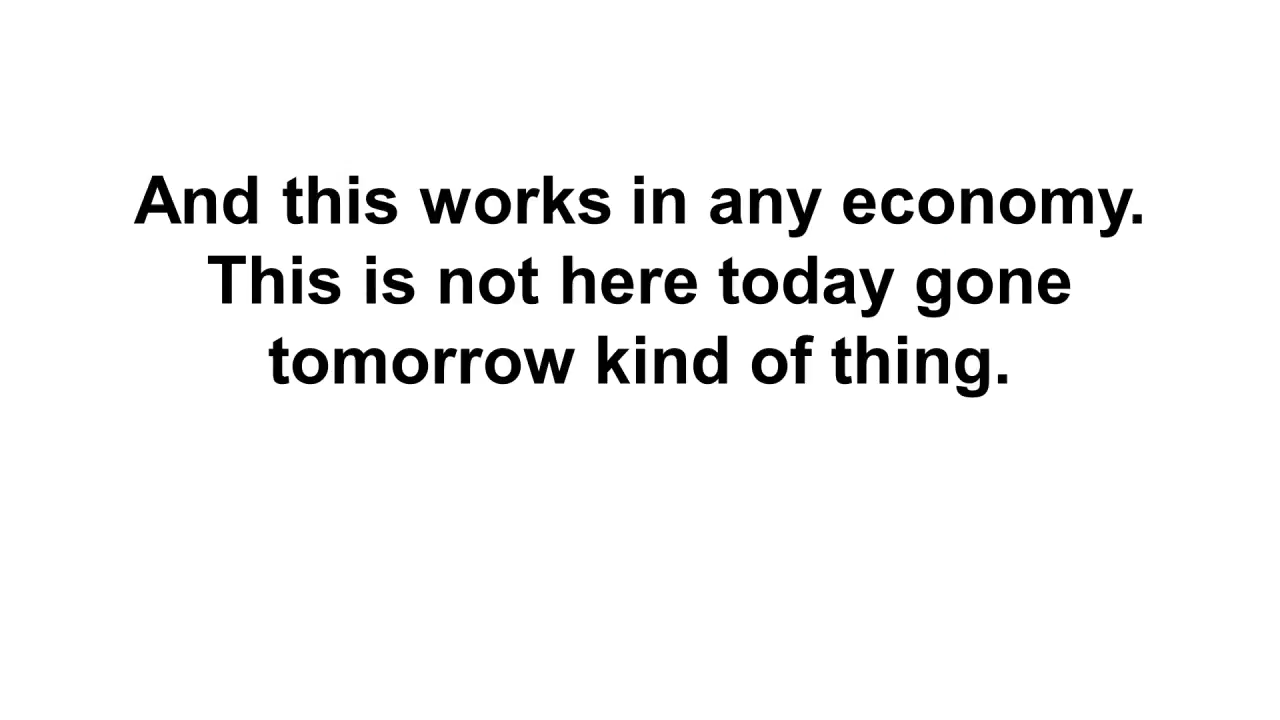 And this works in any economy.
This is not here today gone
tomorrow kind of thing.